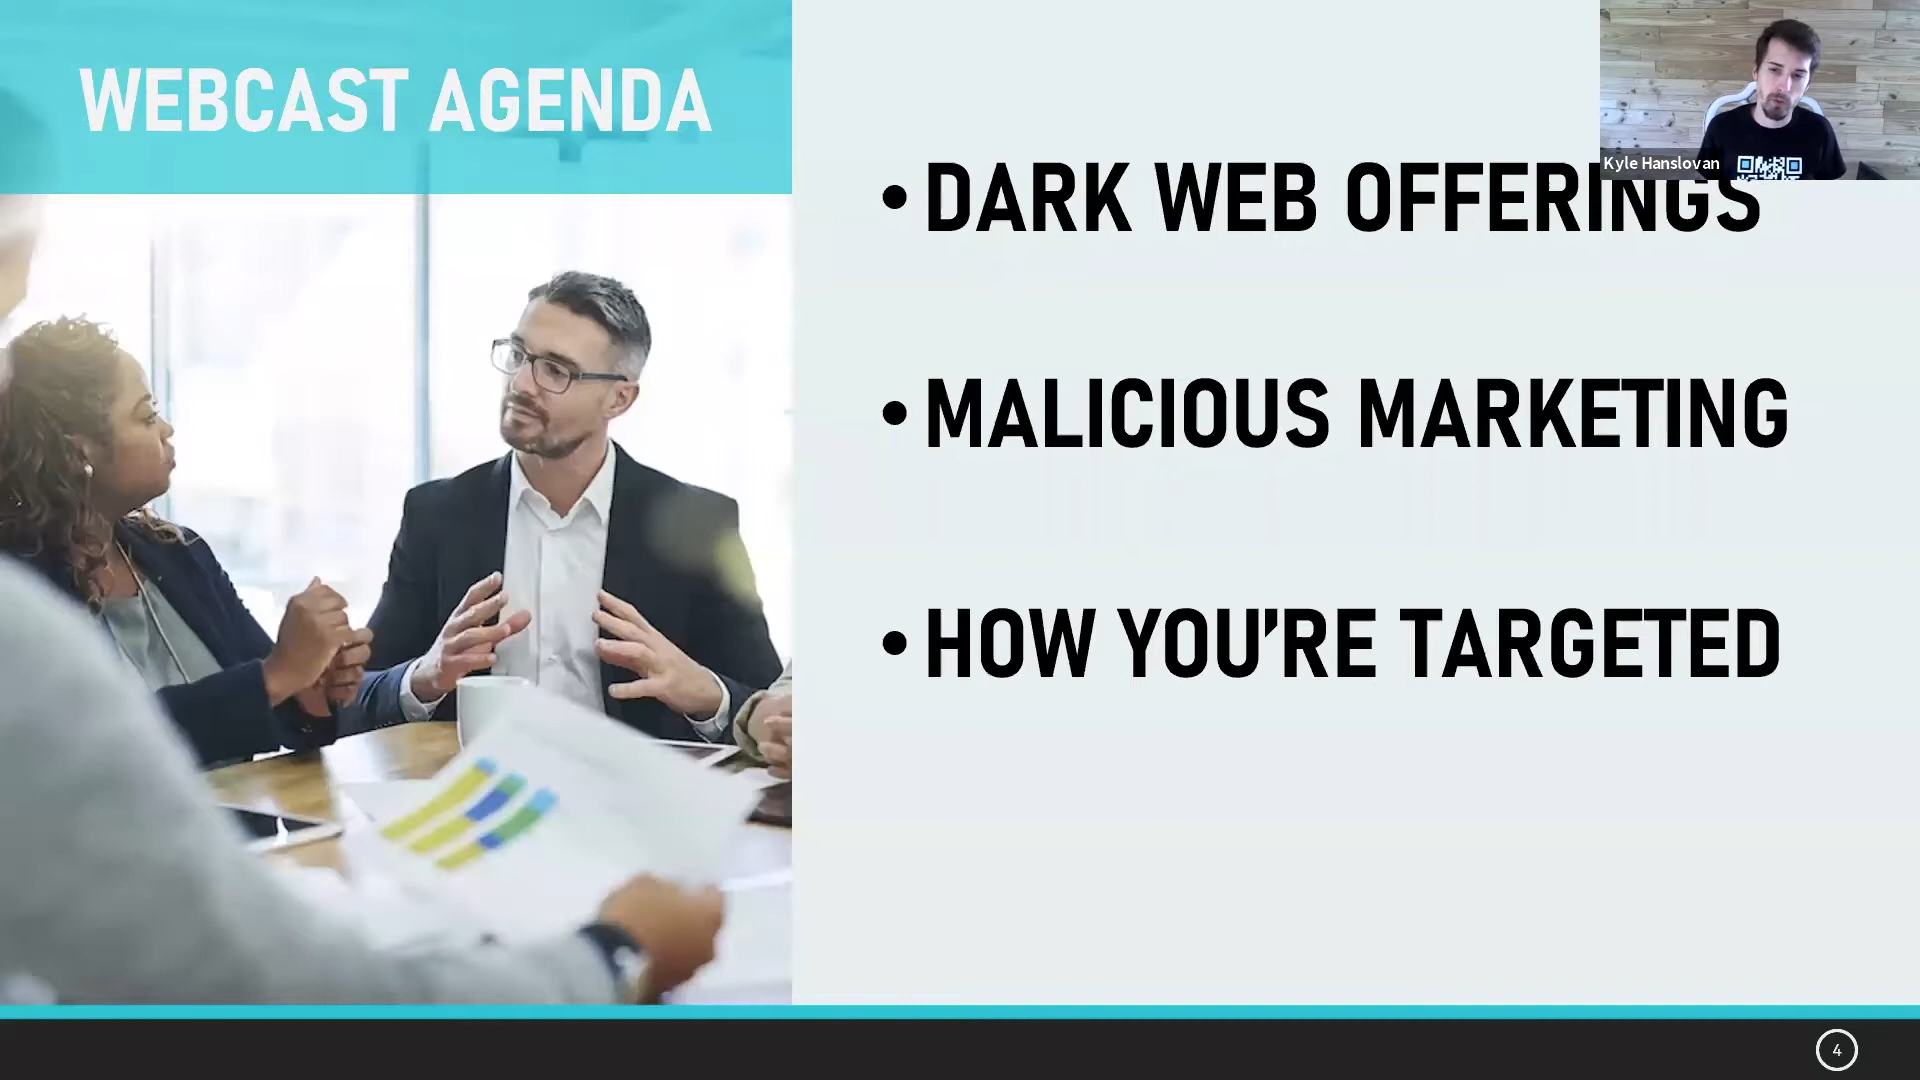 WEBCAST AGENDA
Kyle Hanslovan
• DARK WEB OFFERINGS
• MALICIOUS MARKETING
• HOW YOU'RE TARGETED
4